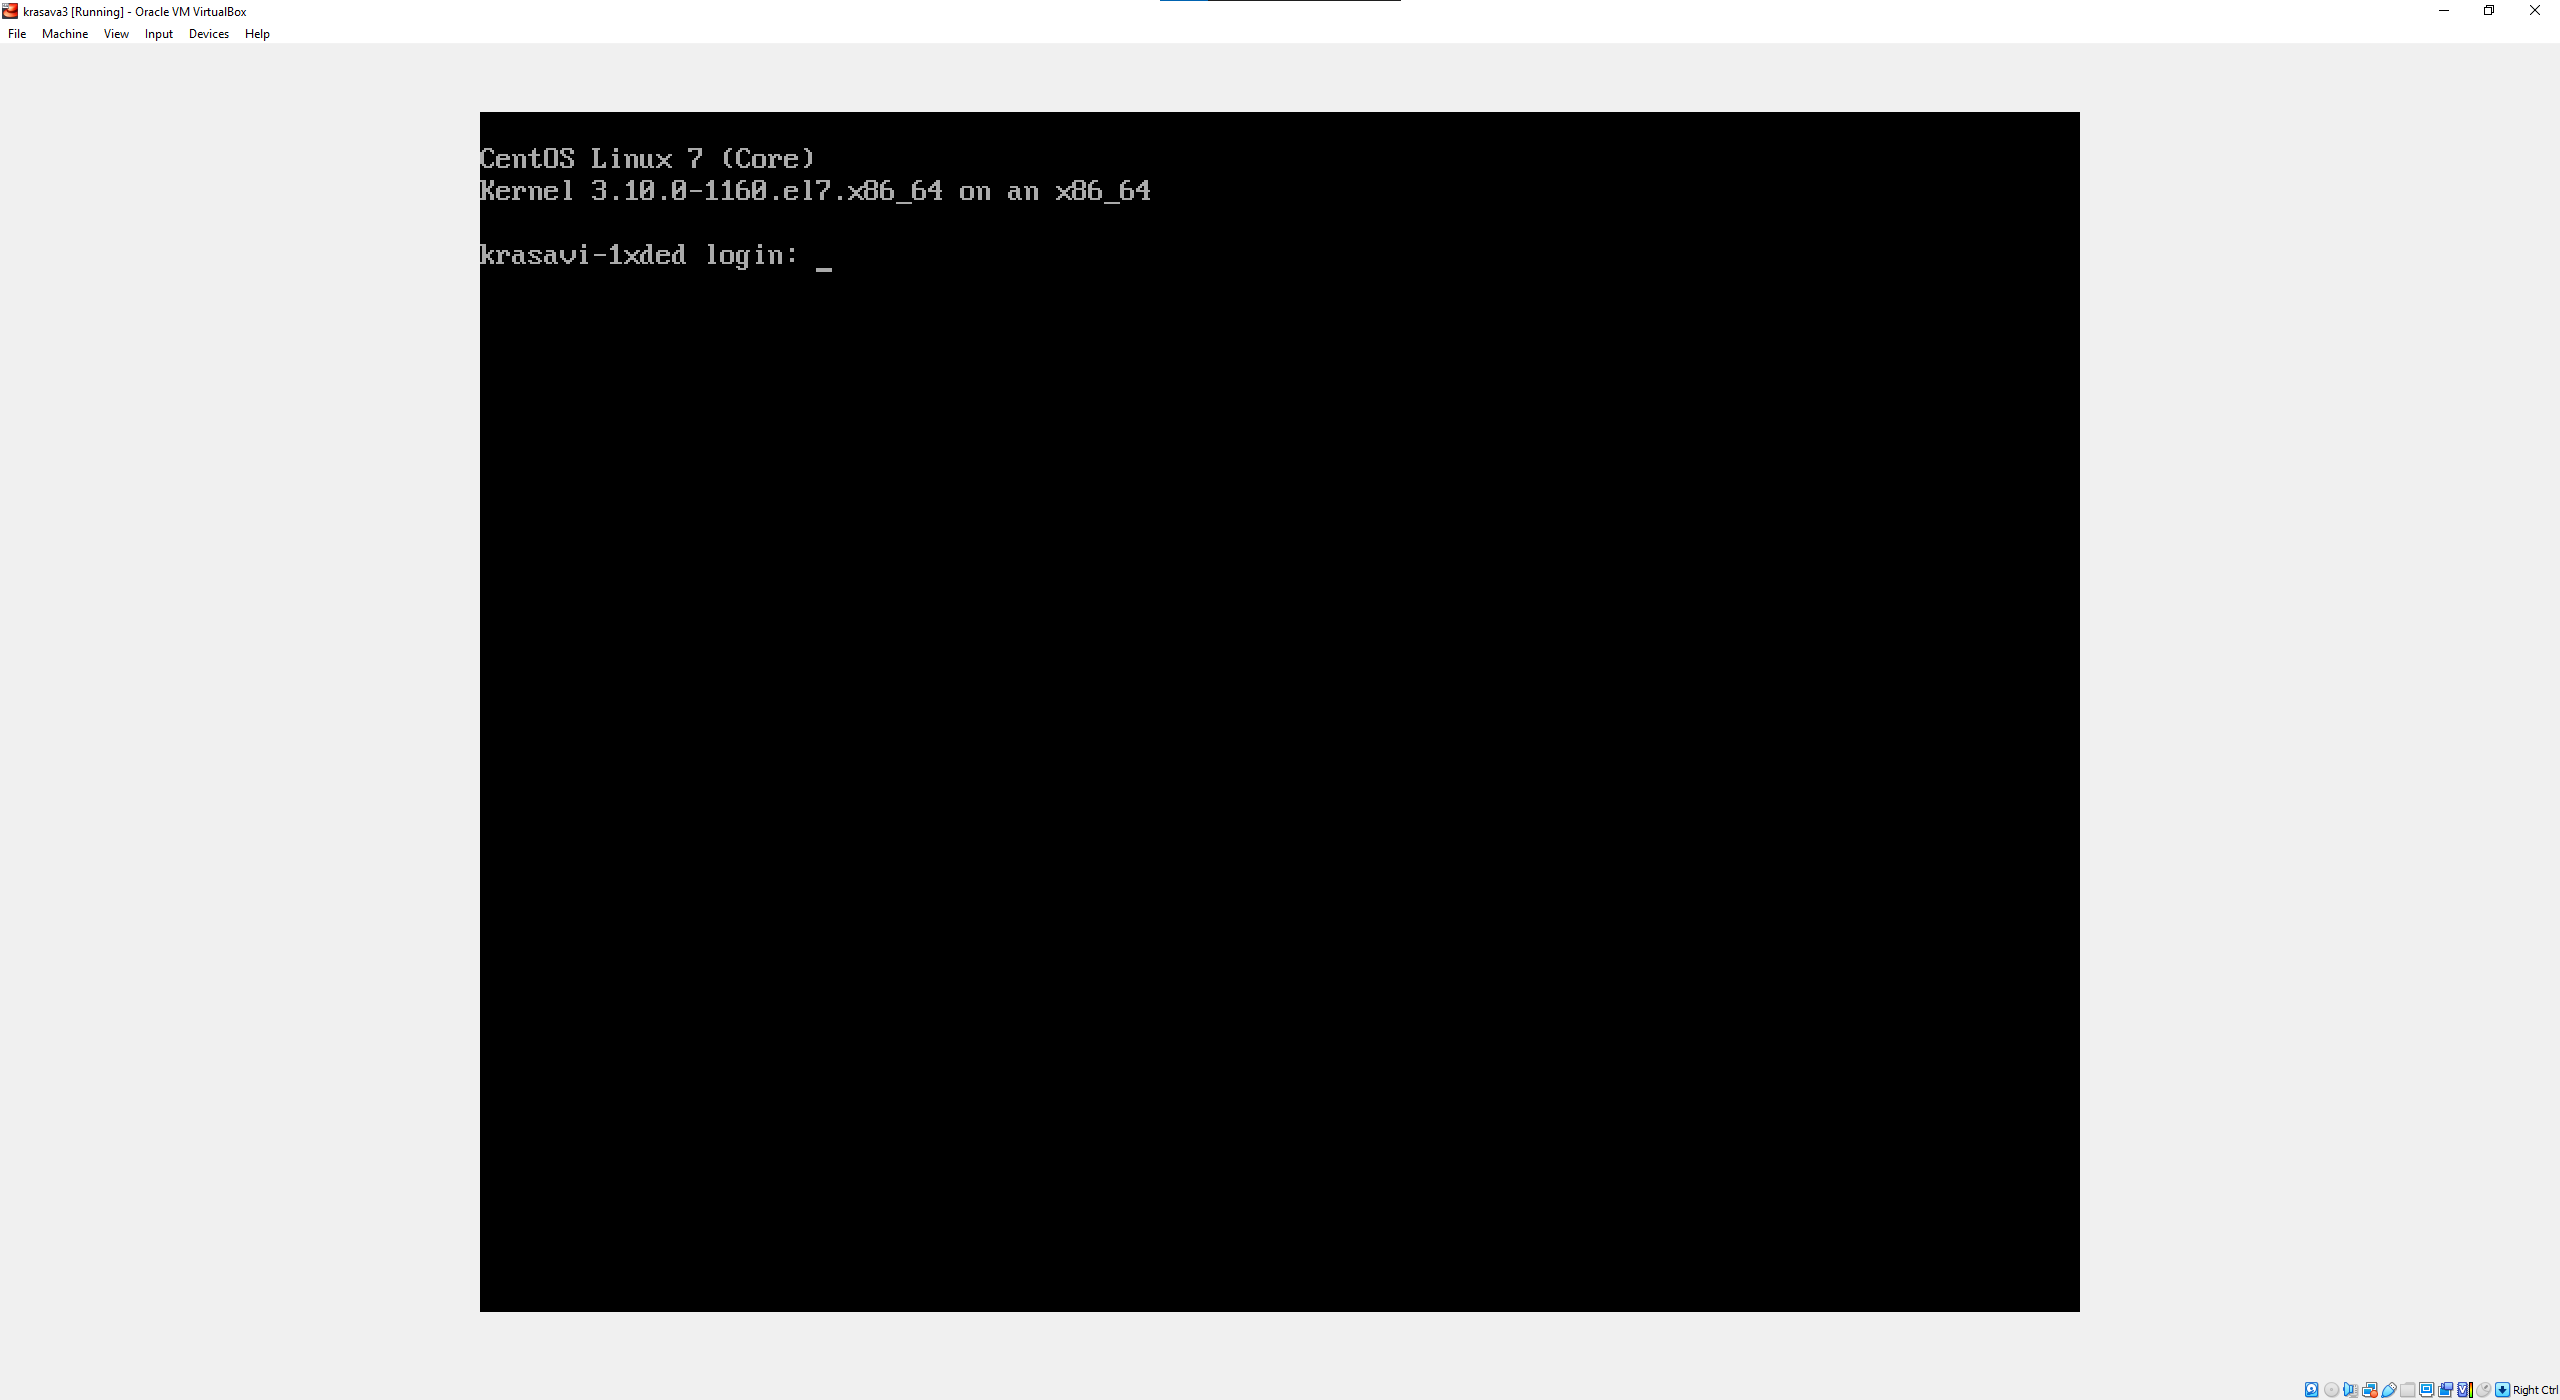 krasava3 [Running] - Oracle VM VirtualBox
File Machine View Input Devices Help
CentOS Linux 7 (Core)
Kernel 3.10.0-1160.el7.x86_64 on an x86_64
krasavi-1xded login: _
Right Ctrl